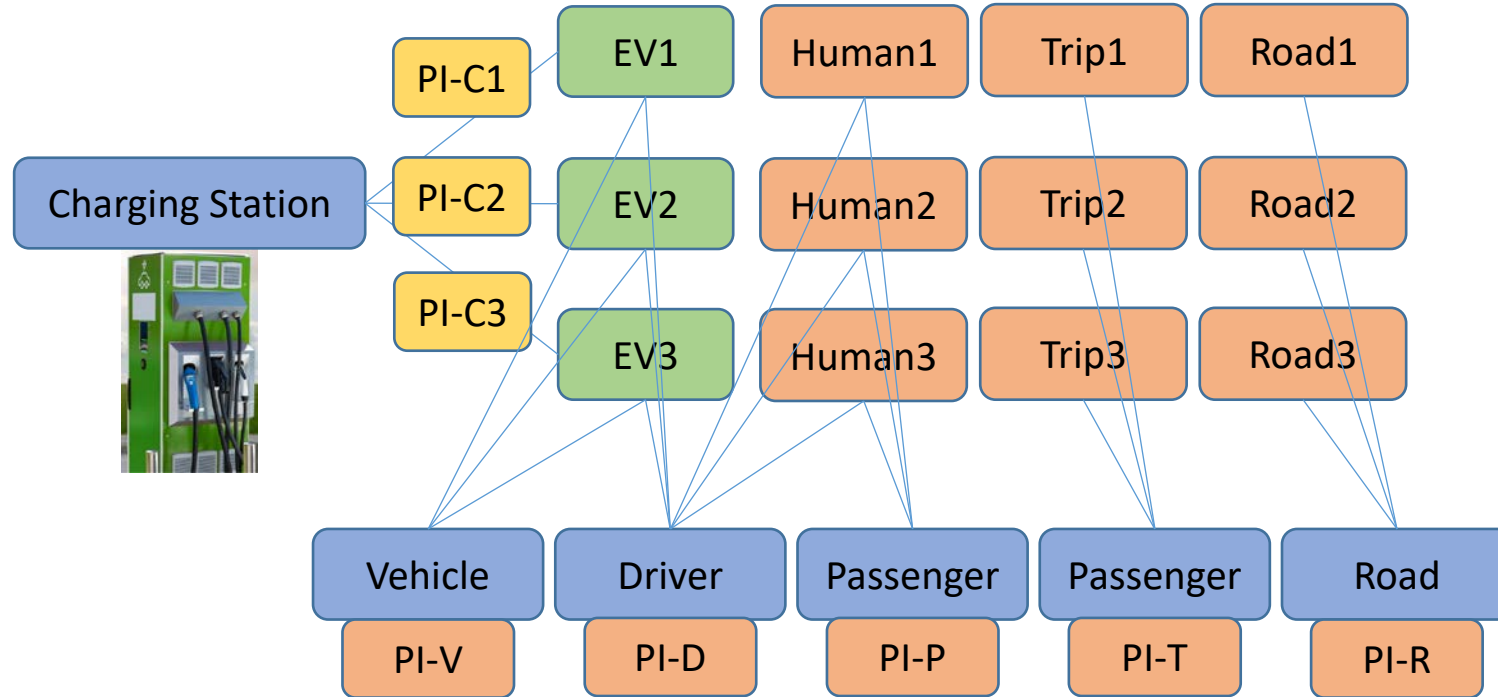 EV1
Human1
Trip1
Road1
PI-C1
Charging Station
PI-C2
EV2
Human2
Trip2
Road2
PI-C3
EV3
Human3
Trip3
Road3
Vehicle
Driver
Passenger
Passenger
Road
PI-V
PI-D
PI-P
PI-T
PI-R